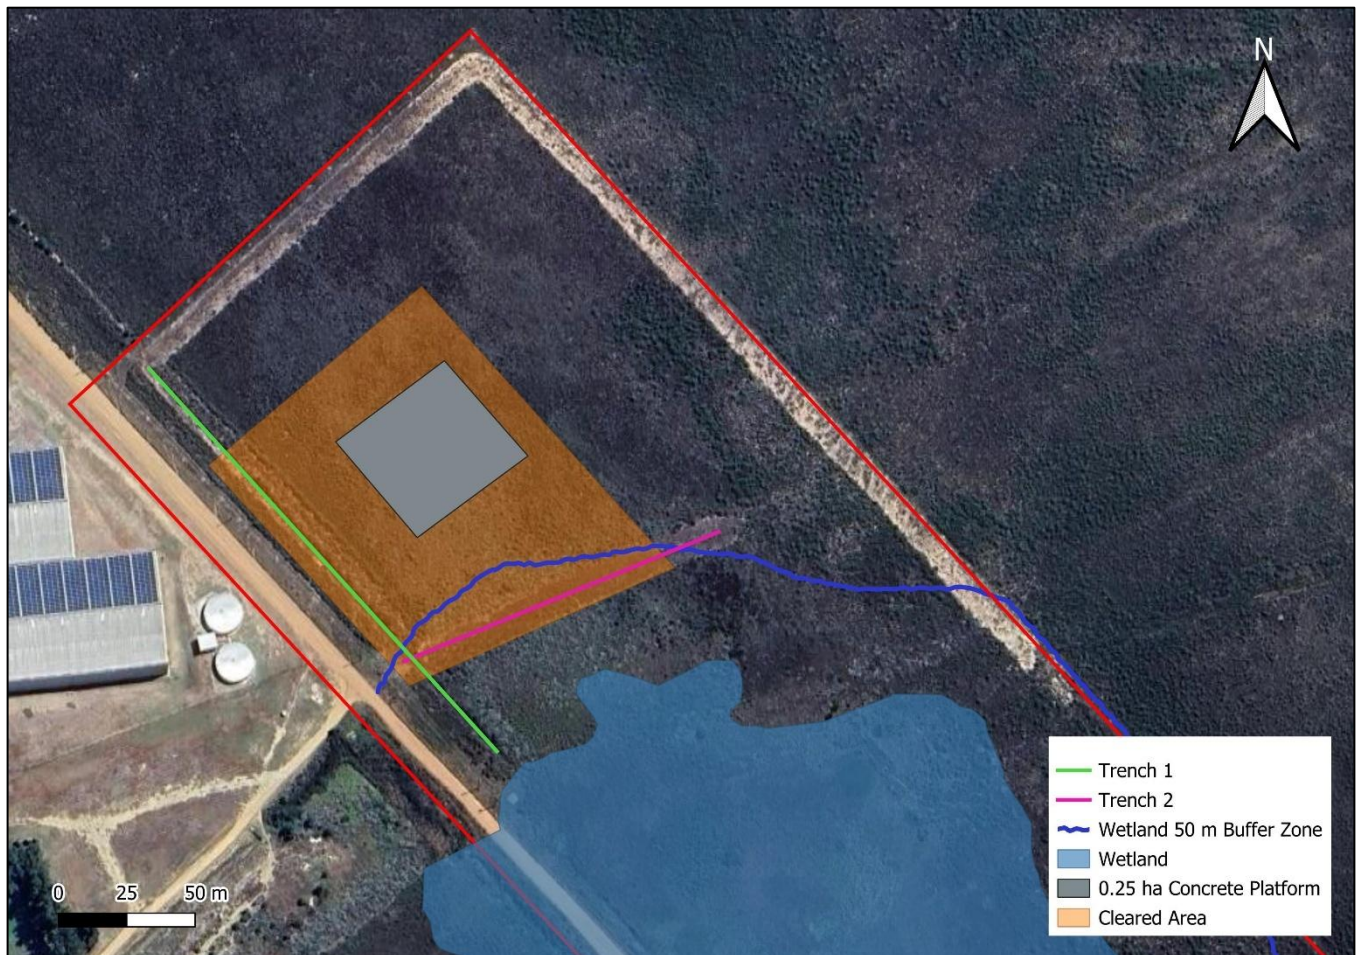 N
Trench 1
Trench 2
Wetland 50 m Buffer Zone
Wetland
0.25 ha Concrete Platform
Cleared Area
0 25 50 m